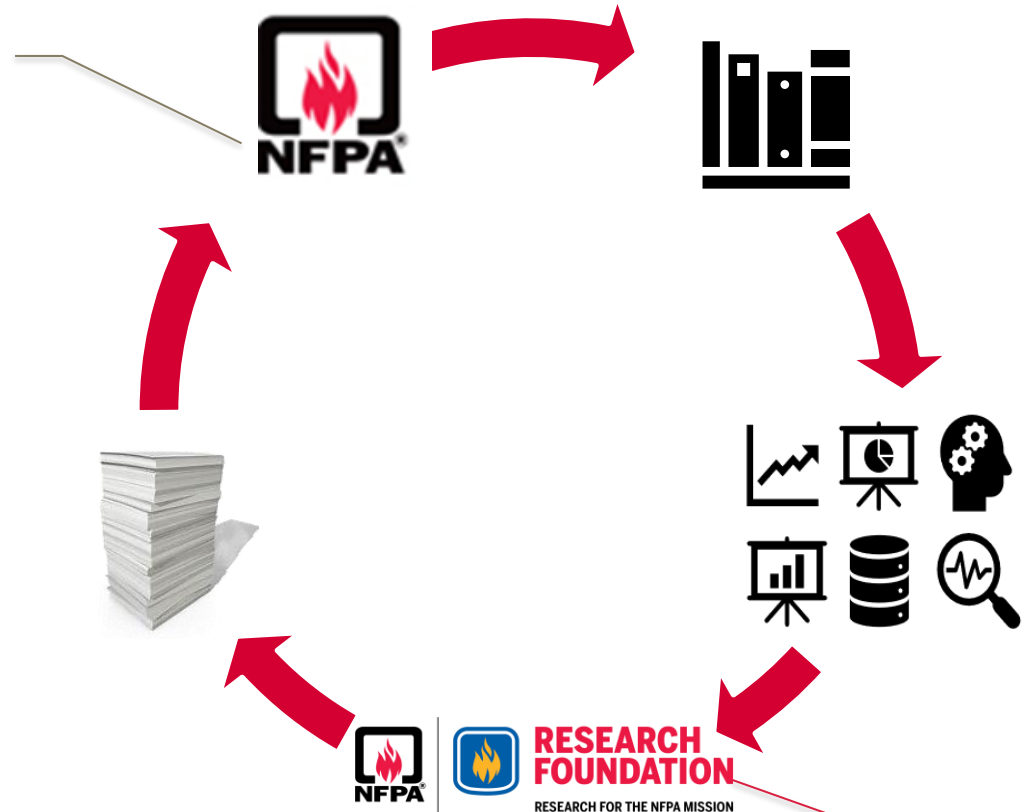 NFPA®
NFPA®
RESEARCH
FOUNDATION
RESEARCH FOR THE NFPA MISSION